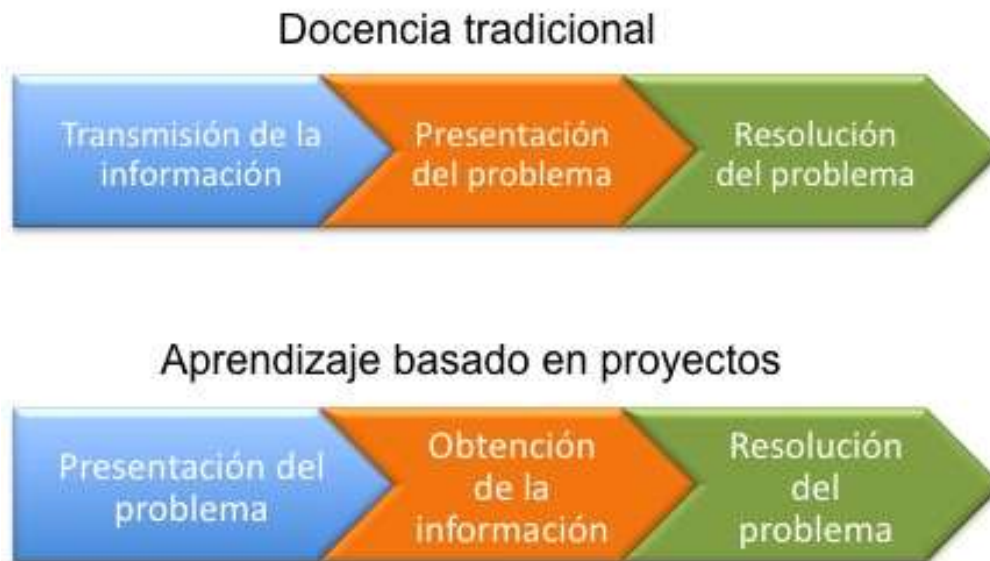 Docencia tradicional
Transmisión de la
información
Presentación
del problema
Resolución
del problema
Aprendizaje basado en proyectos
Presentación del
problema
Obtención
de la
información
Resolución
del
problema